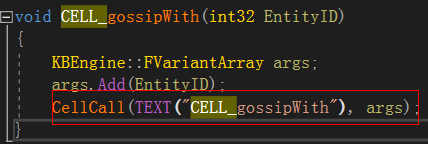 void CELL_gossipWith(int32 EntityID)
{
KBEngine::FVariantArray args;
args.Add(EntityID);
CellCall(TEXT("CELL_gossipWith"), args);
}